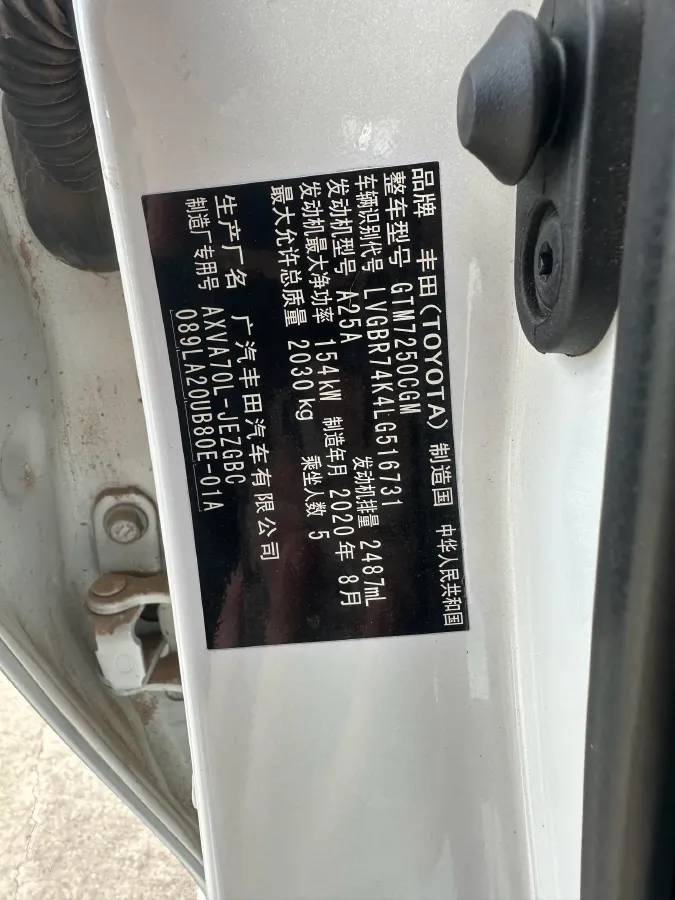 品牌 丰田(TOYOTA) 制造国 中华人民共和国
整车型号 GTM7250CGM
车辆识别代号 LVGBR74K4LG516731
发动机型号 A25A 发动机排量 2487mL
发动机最大净功率 154kW 制造年月 2020年 8月
最大允许总质量 2030kg 乘坐人数 5
生产厂名 广汽丰田汽车有限公司
制造厂专用号 AXVA70L-JEZGBC
089LA20UB80E-01A